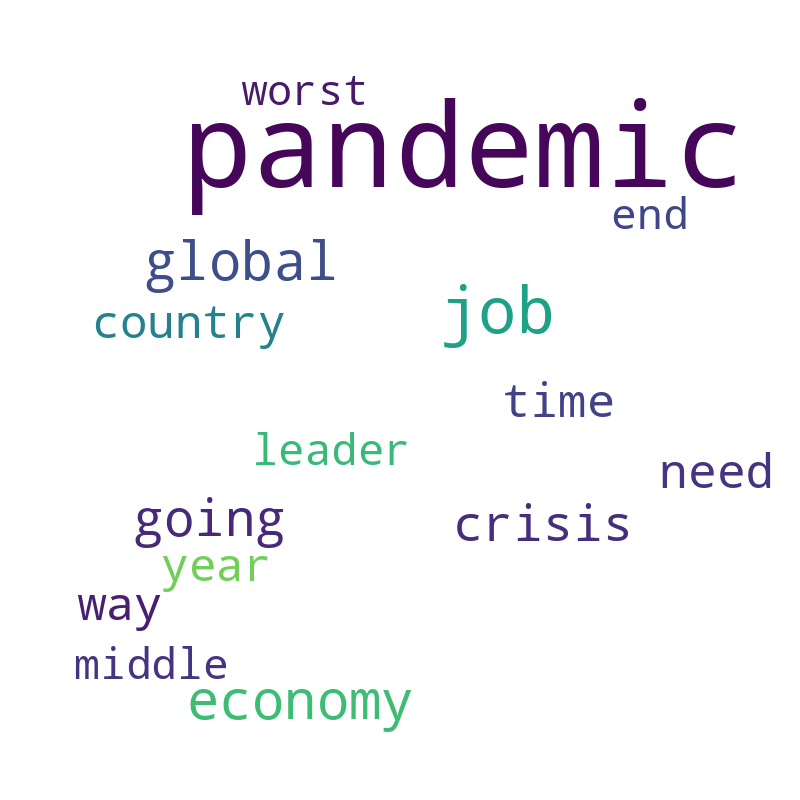 worst
pandemic
end
global
country
job
time
leader
need
going
crisis
year
way
middle
economy